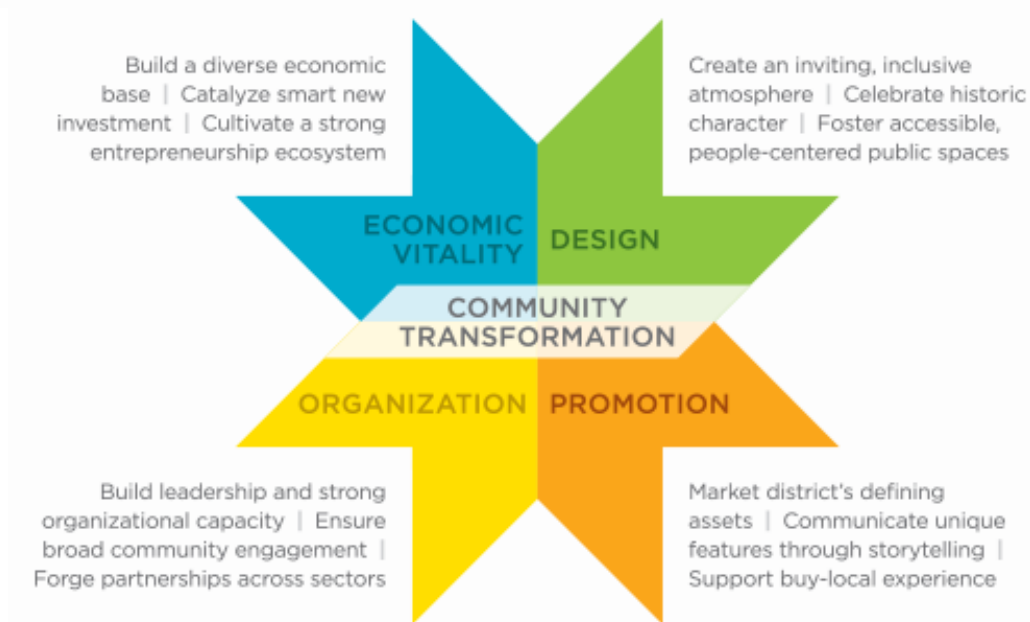 Build a diverse economic
base | Catalyze smart new
investment | Cultivate a strong
entrepreneurship ecosystem
Create an inviting, inclusive
atmosphere | Celebrate historic
character | Foster accessible,
people-centered public spaces
ECONOMIC
VITALITY
DESIGN
COMMUNITY
TRANSFORMATION
ORGANIZATION
PROMOTION
Build leadership and strong
organizational capacity | Ensure
broad community engagement |
Forge partnerships across sectors
Market district’s defining
assets | Communicate unique
features through storytelling |
Support buy-local experience